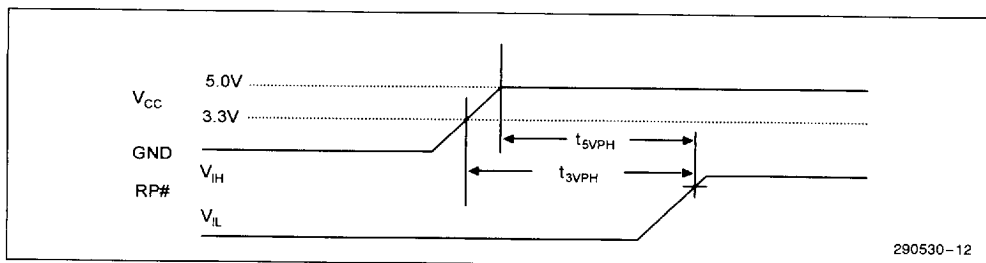 5.0V
V_CC
3.3V
t_5VPH
GND
V_IH
t_3VPH
RP#
V_IL
290530-12